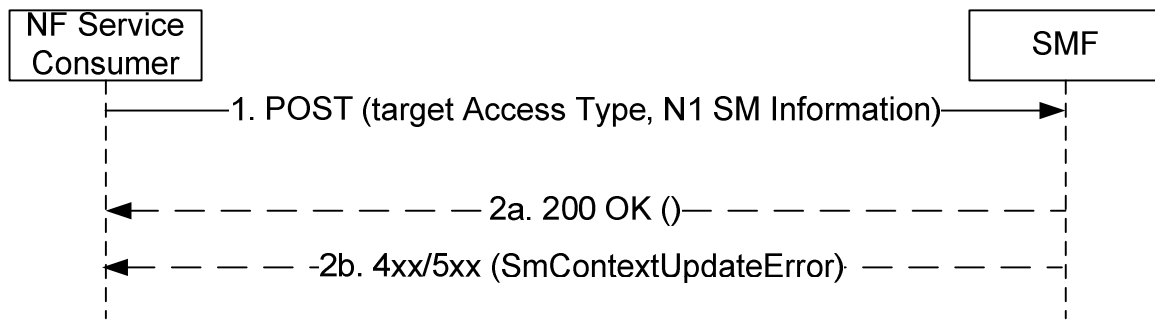 NF Service
Consumer
SMF
1. POST (target Access Type, N1 SM Information)
2a. 200 OK ()
2b. 4xx/5xx (SmContextUpdateError)